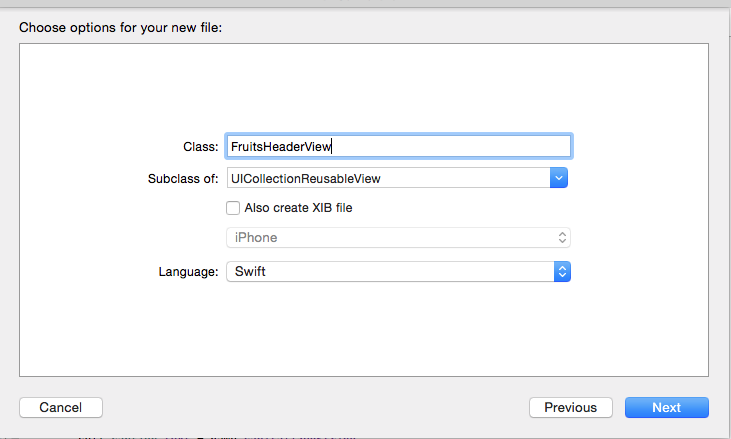 Choose options for your new file:
Class: FruitsHeaderView
Subclass of: UICollectionReusableView
Also create XIB file
iPhone
Language: Swift
Cancel Previous Next